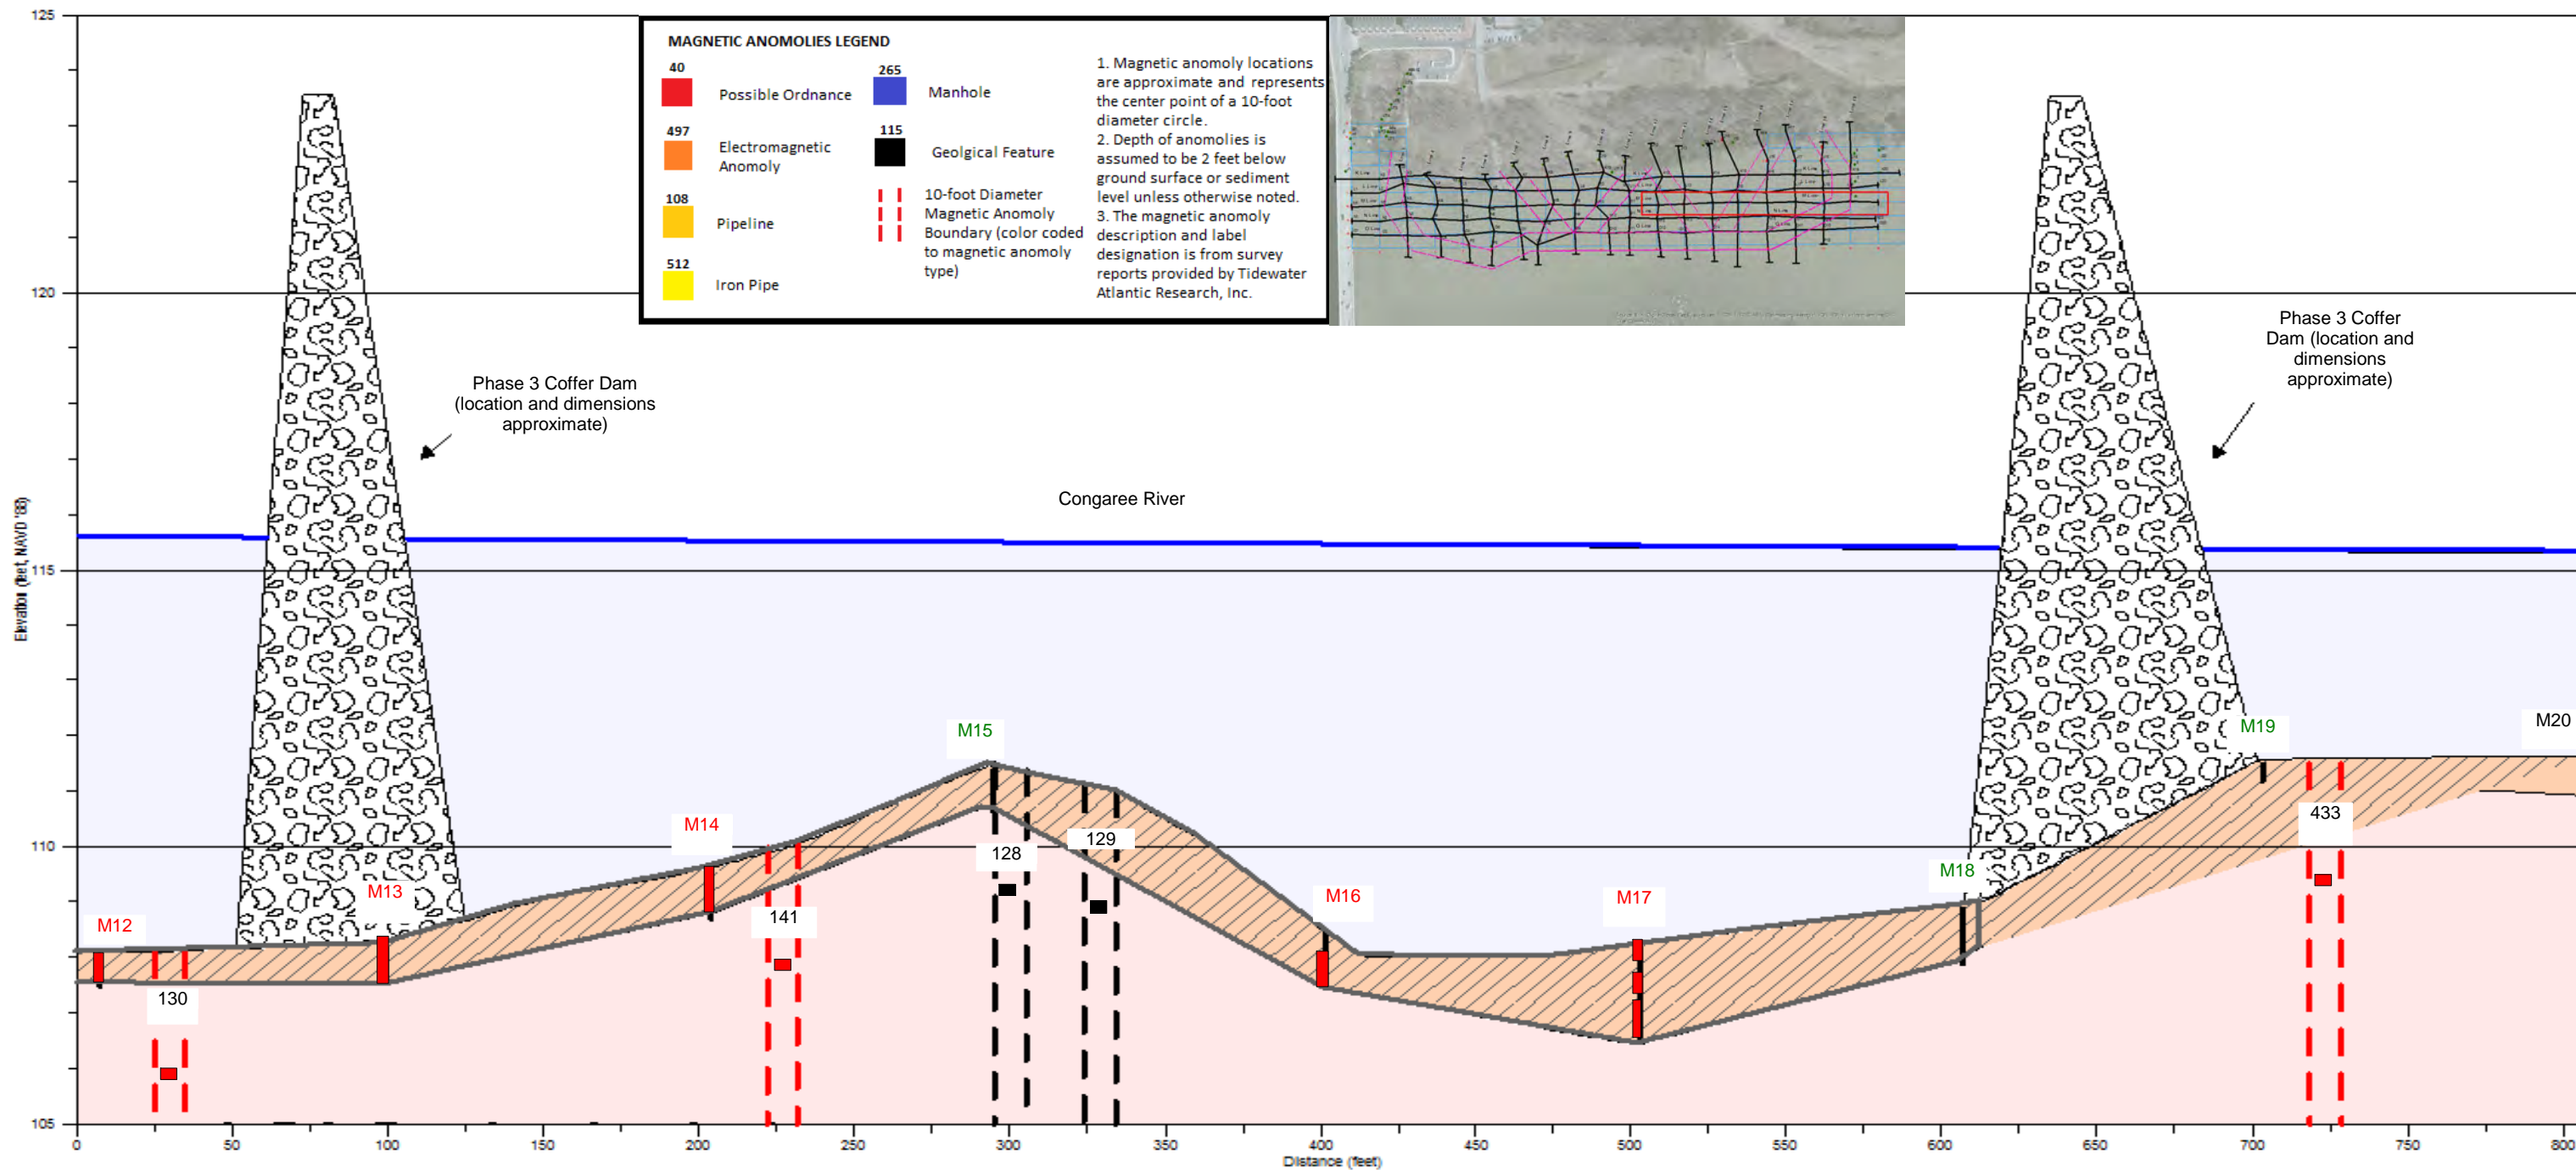 125
120
115
110
105
Elevation (feet, NAVD '88)
MAGNETIC ANOMOLIES LEGEND
40
Possible Ordnance
497
Electromagnetic
Anomoly
108
Pipeline
512
Iron Pipe
265
Manhole
115
Geolgical Feature
10-foot Diameter
Magnetic Anomoly
Boundary (color coded
to magnetic anomoly
type)
1. Magnetic anomoly locations
are approximate and represents
the center point of a 10-foot
diameter circle.
2. Depth of anomolies is
assumed to be 2 feet below
ground surface or sediment
level unless otherwise noted.
3. The magnetic anomoly
description and label
designation is from survey
reports provided by Tidewater
Atlantic Research, Inc.
Phase 3 Coffer Dam
(location and dimensions
approximate)
Phase 3 Coffer
Dam (location and
dimensions
approximate)
Congaree River
M12
M13
M14
M15
M16
M17
M18
M19
M20
130
141
128
129
433
0
50
100
150
200
250
300
350
400
450
500
550
600
650
700
750
800
Distance (feet)